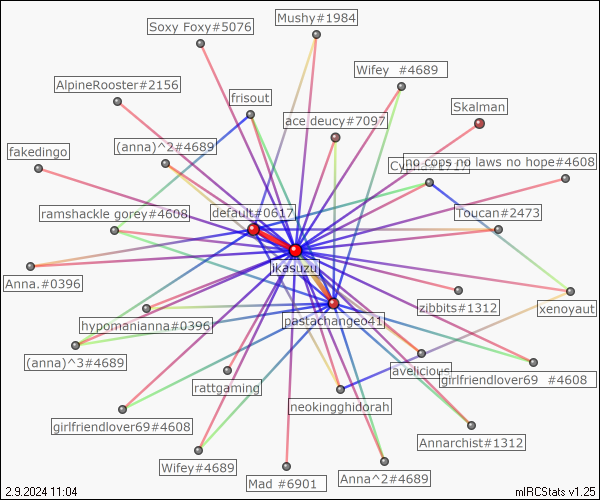 Mushy#1984
Soxy Foxy#5076
Wifey #4689
AlpineRooster#2156
frisout
Skalman
ace deucy#7097
(anna)^2#4689
fakedingo
no cops no laws no hope#4608
ramshackle gorey#4608
default#0617
Toucan#2473
Ikasuzu
Anna.#0396
zibbits#1312
xenoyaut
pastachangeo41
hypomanianna#0396
(anna)^3#4689
avelicious
girlfriendlover69 #4608
rattgaming
neokingghidorah
girlfriendlover69#4608
Annarchist#1312
Wifey#4689
Anna^2#4689
Mad #6901
2.9.2024 11:04
mIRCStats v1.25